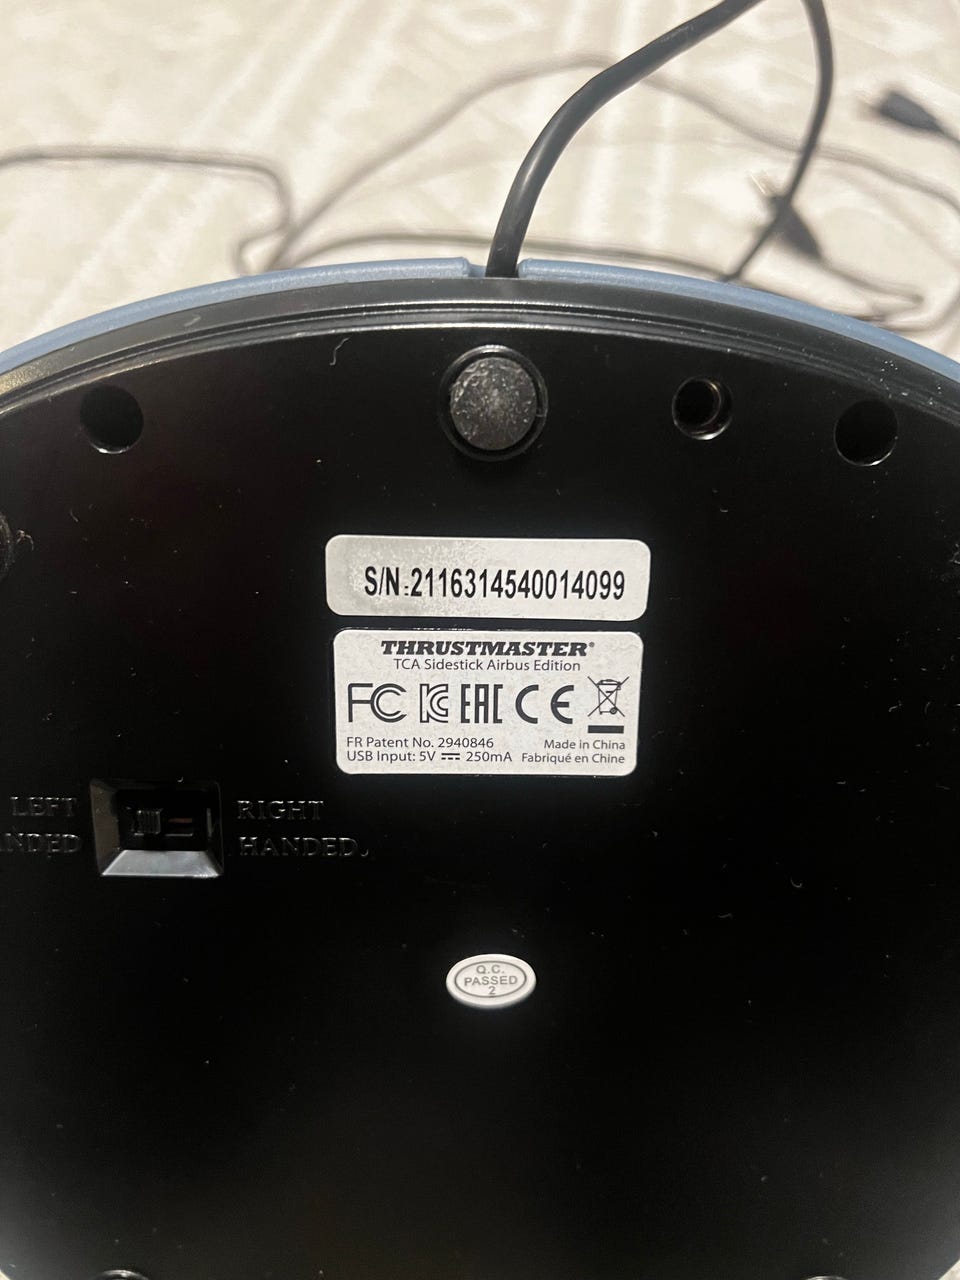 S/N:2116314540014099
THRUSTMASTER®
TCA Sidestick Airbus Edition
FC EAC CE
FR Patent No. 2940846
Made in China
USB Input: 5V 250mA
Fabriqué en Chine
LEFT
RIGHT
ANDED
HANDED
Q.C.
PASSED
2